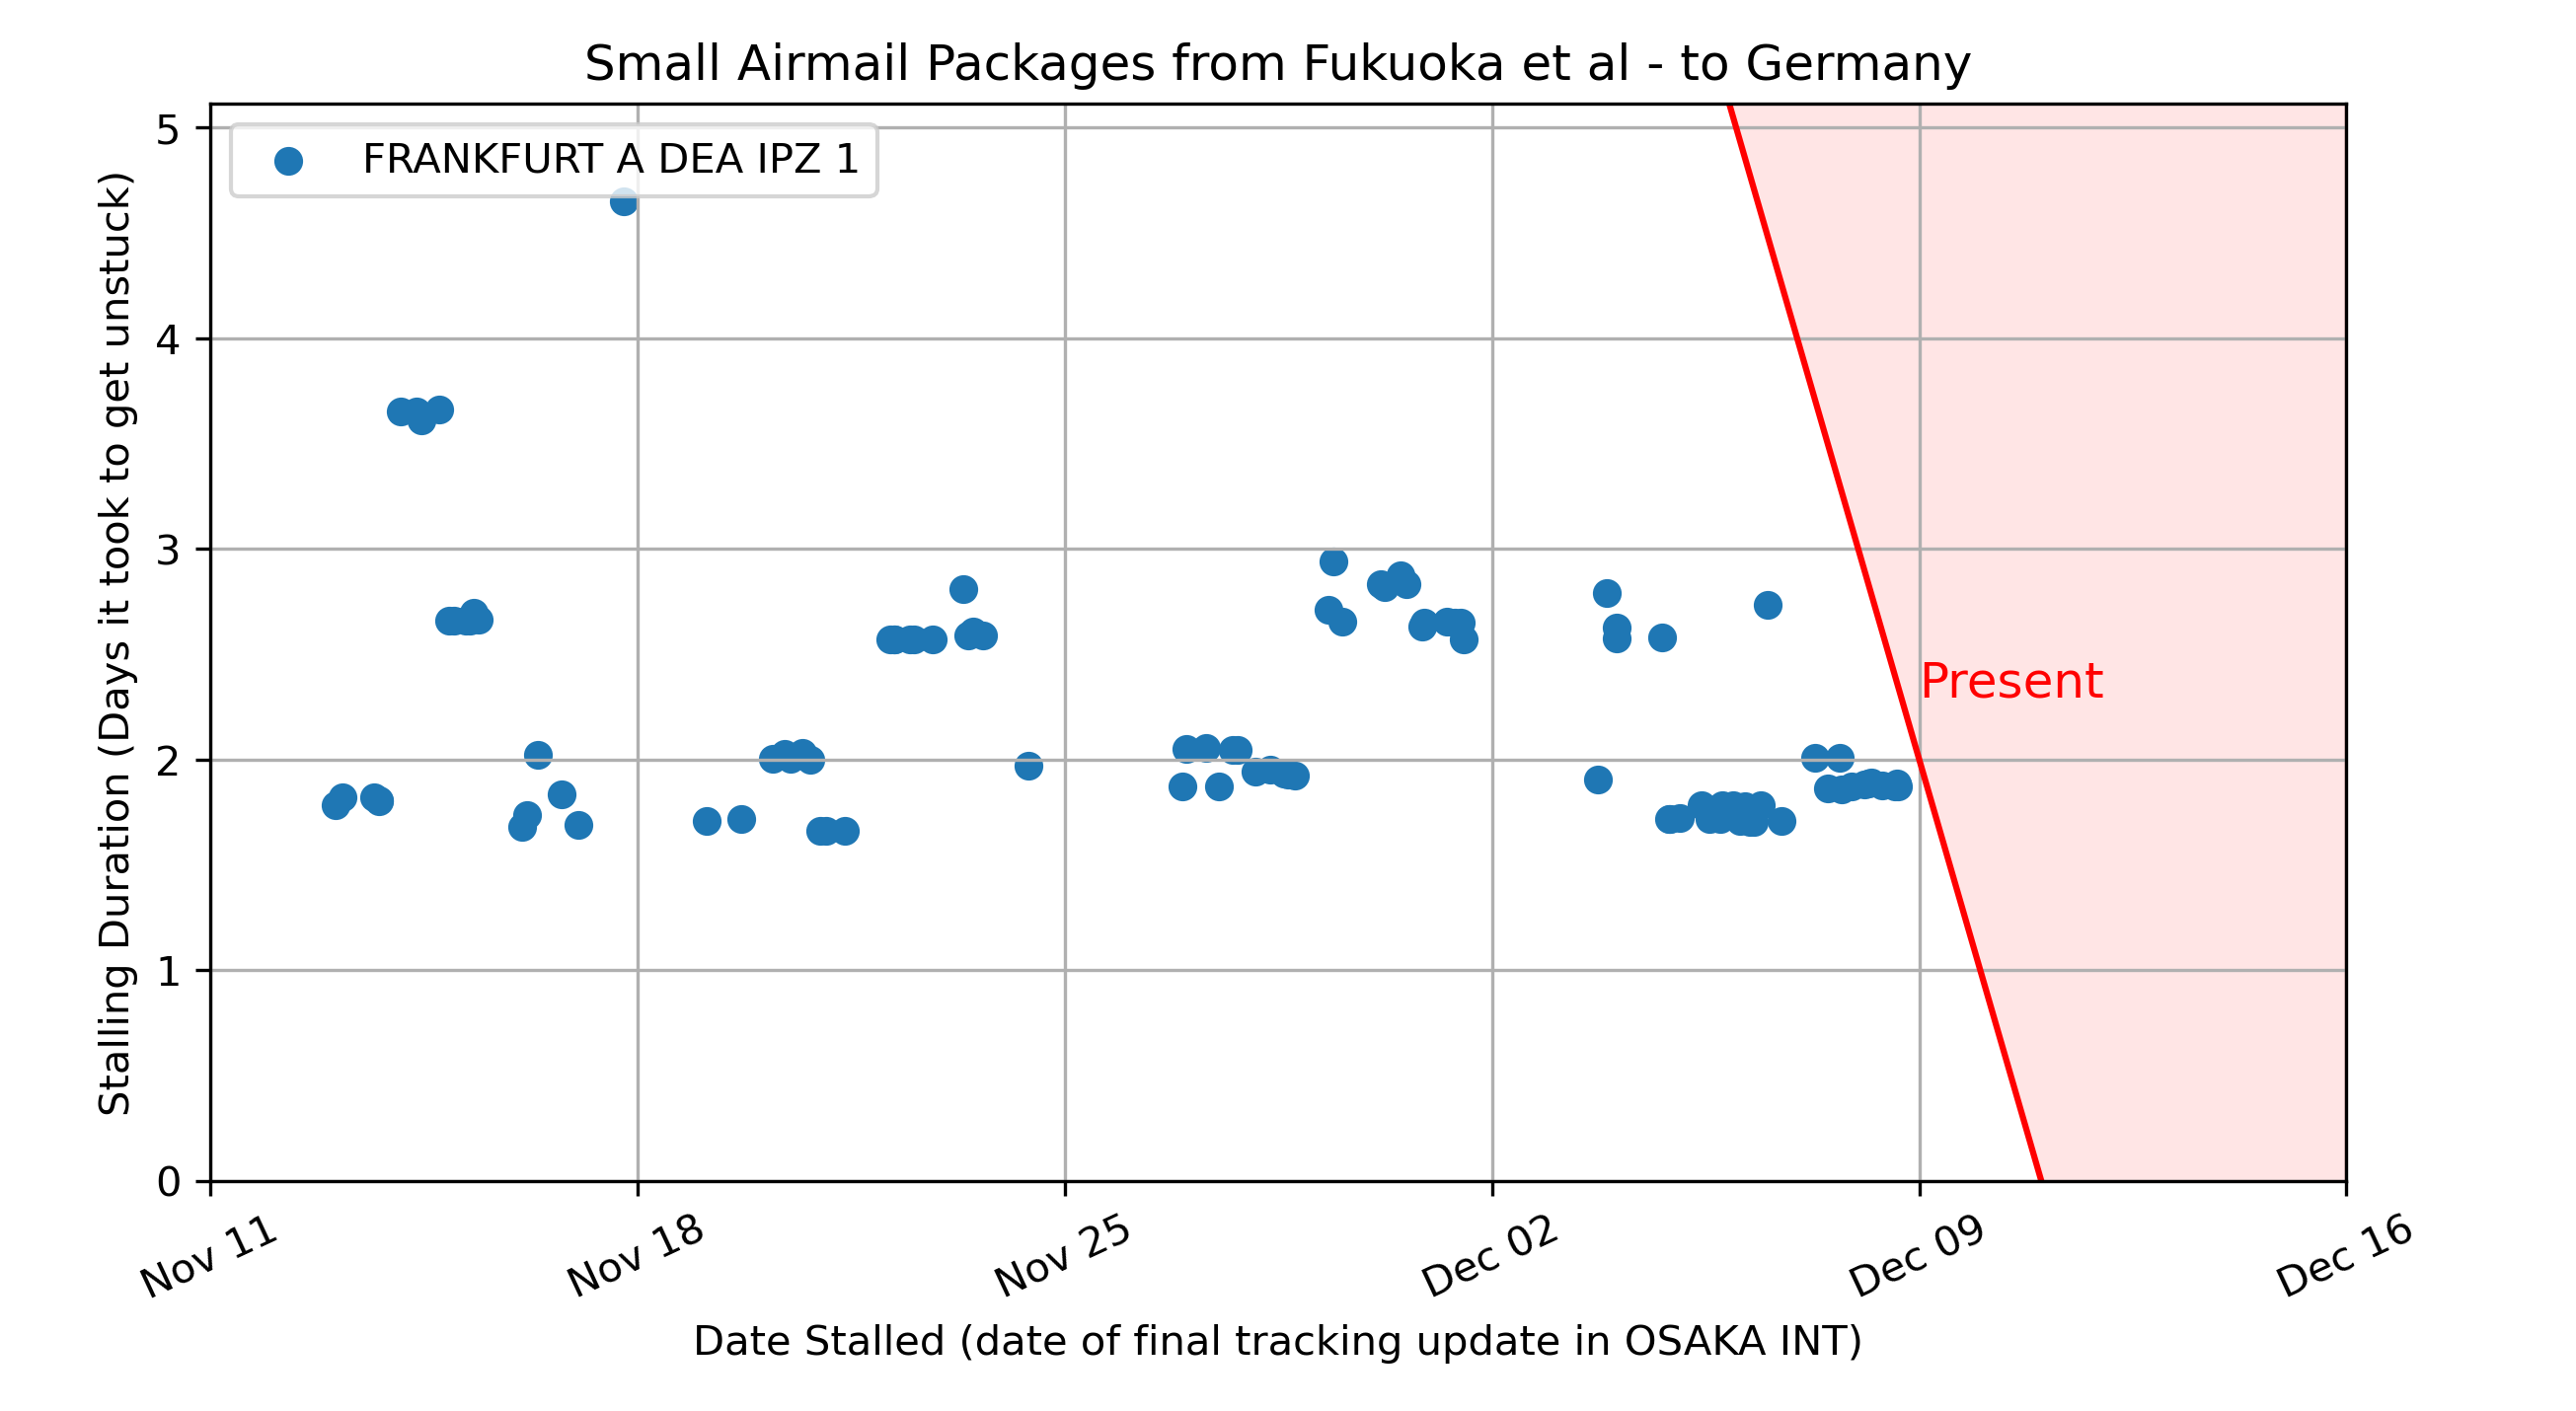 Small Airmail Packages from Fukuoka et al - to Germany
FRANKFURT A DEA IPZ 1
Stalling Duration (Days it took to get unstuck)
5
4
3
2
1
0
Present
Nov 11
Nov 18
Nov 25
Dec 02
Dec 09
Dec 16
Date Stalled (date of final tracking update in OSAKA INT)